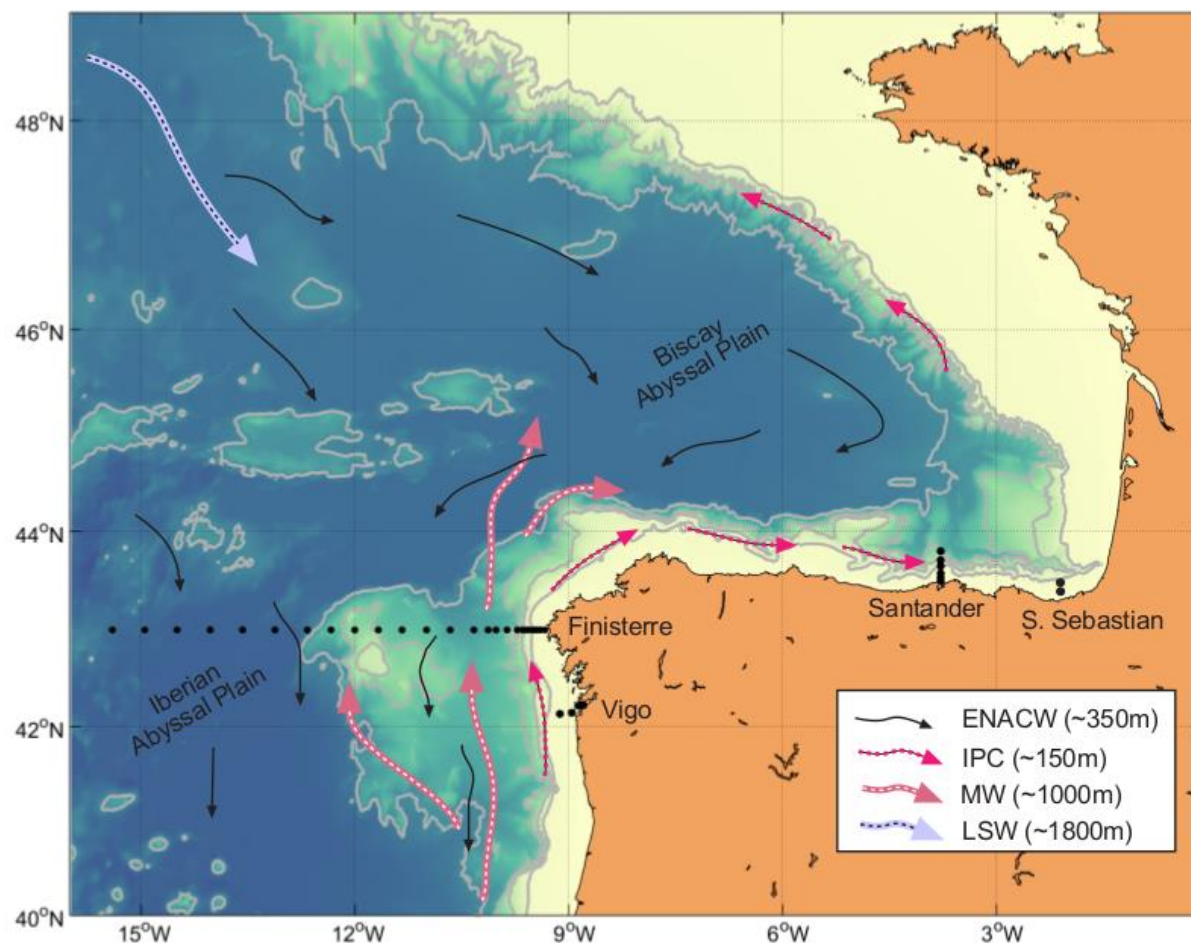 48°N
46°N
44°N
42°N
40°N
15°W
12°W
9°W
6°W
3°W
Biscay
Abyssal Plain
Iberian
Abyssal Plain
Finisterre
Vigo
Santander
S. Sebastian
ENACW (~350m)
IPC (~150m)
MW (~1000m)
LSW (~1800m)